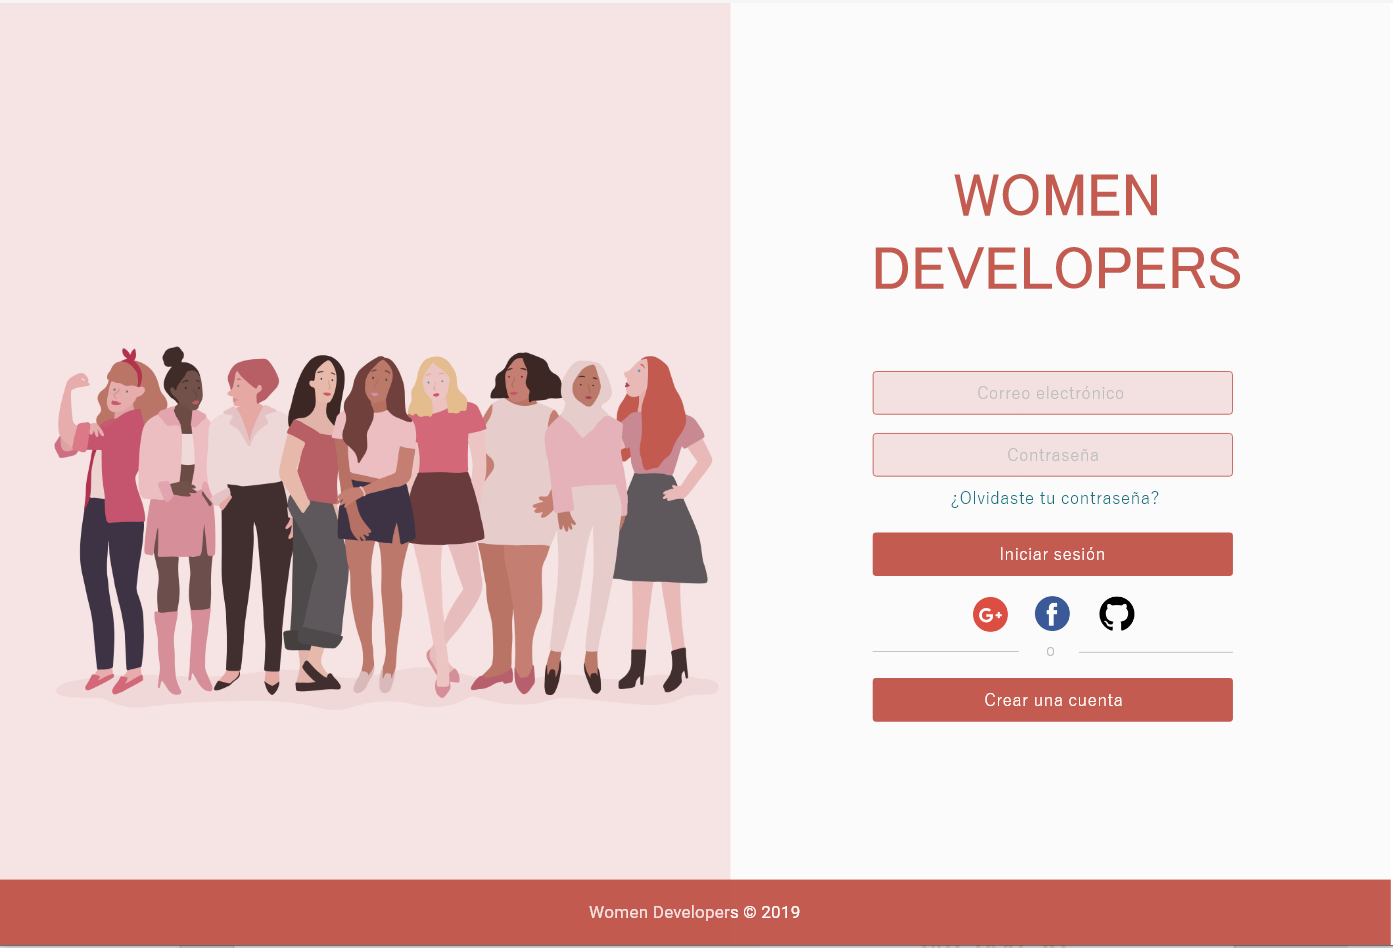 WOMEN
DEVELOPERS
Correo electrónico
Contraseña
¿Olvidaste tu contraseña?
Iniciar sesión
G+ f
o
Crear una cuenta
Women Developers © 2019